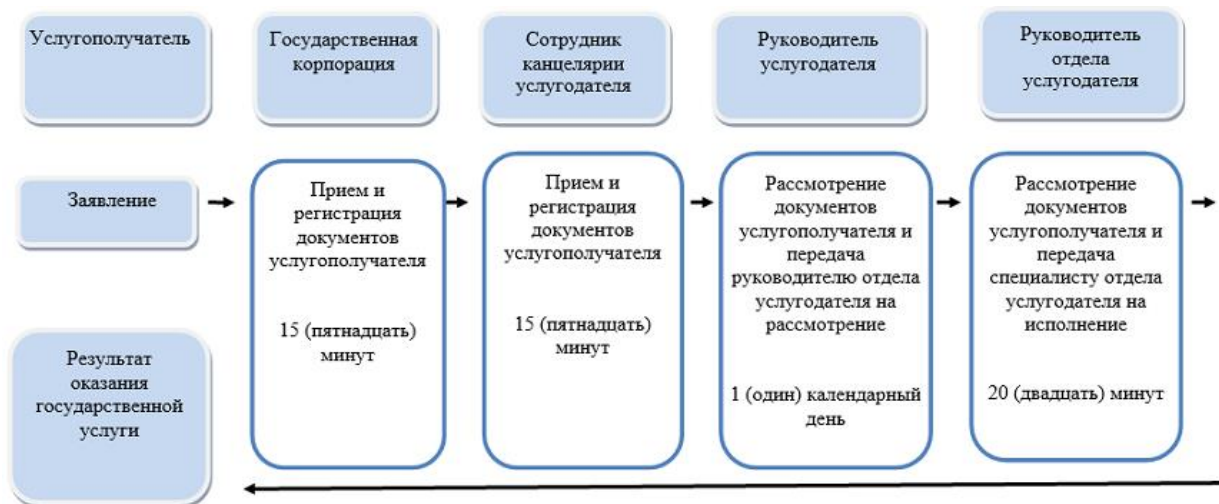 Услугополучатель
Государственная
корпорация
Сотрудник
канцелярии
услугодателя
Руководитель
услугодателя
Руководитель
отдела
услугодателя
Заявление
Прием и
регистрация
документов
услугополучателя
15 (пятнадцать)
минут
Прием и
регистрация
документов
услугополучателя
15 (пятнадцать)
минут
Рассмотрение
документов
услугополучателя и
передача
руководителю отдела
услугодателя на
рассмотрение
1 (один) календарный
день
Рассмотрение
документов
услугополучателя и
передача
специалисту отдела
услугодателя на
исполнение
20 (двадцать) минут
Результат
оказания
государственной
услуги